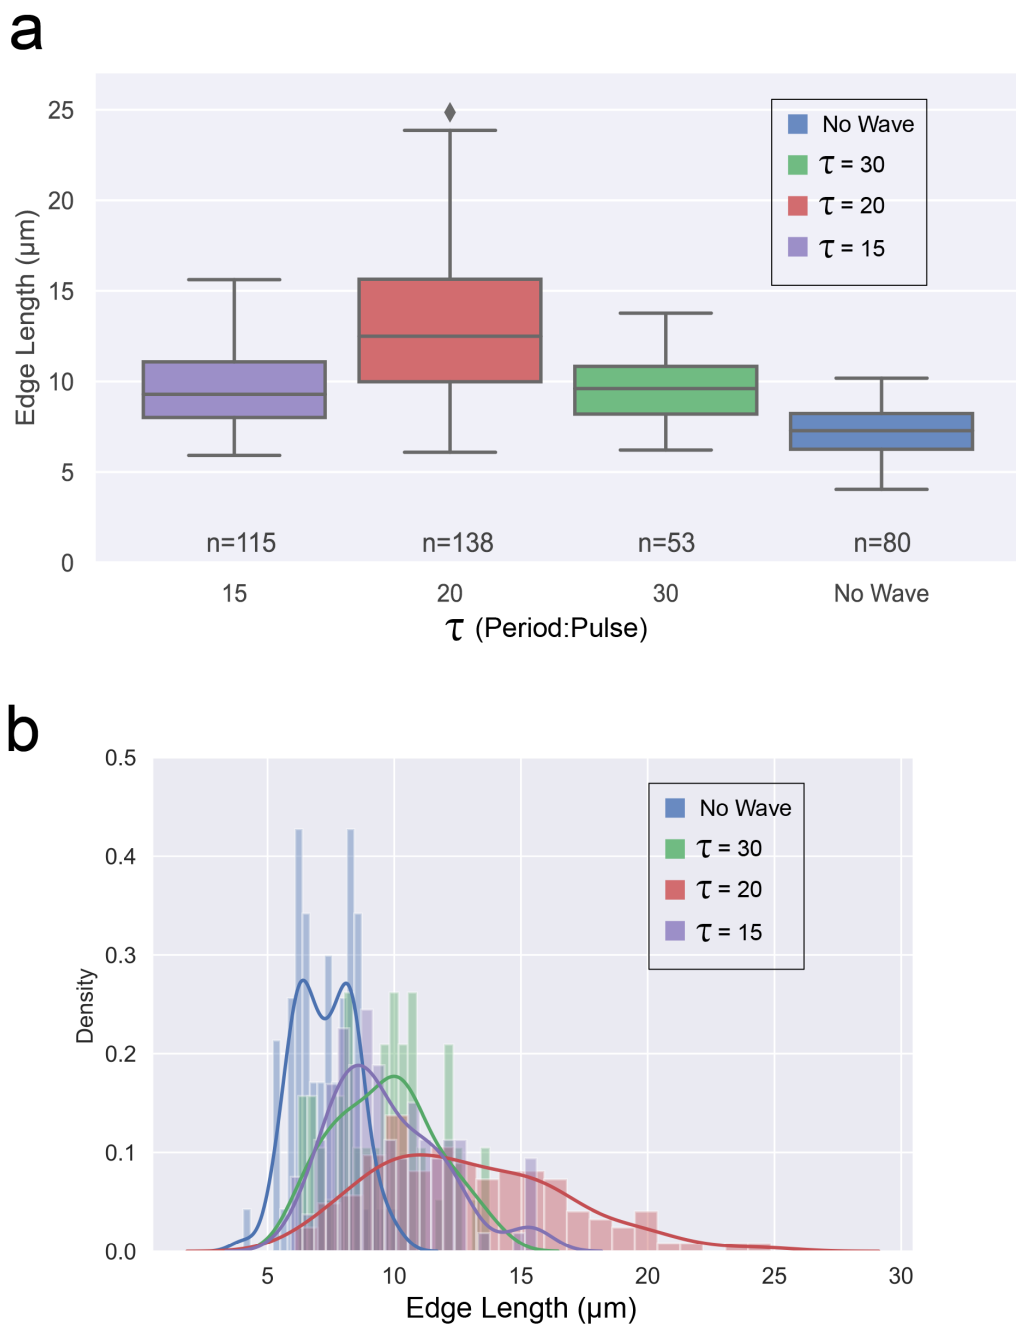 a
25
20
15
10
5
0
Edge Length (µm)
No Wave
τ = 30
τ = 20
τ = 15
n=115
n=138
n=53
n=80
15
20
30
No Wave
τ (Period:Pulse)
b
0.5
0.4
0.3
0.2
0.1
0.0
Density
No Wave
τ = 30
τ = 20
τ = 15
5
10
15
20
25
30
Edge Length (µm)